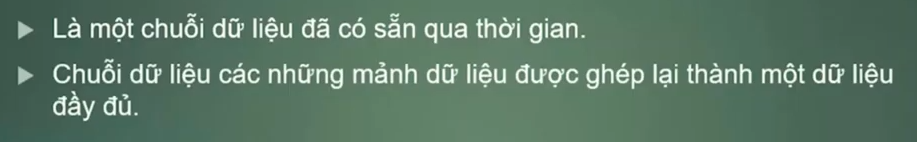 Là một chuỗi dữ liệu đã có sẵn qua thời gian.
Chuỗi dữ liệu các những mảnh dữ liệu được ghép lại thành một dữ liệu
đầy đủ.